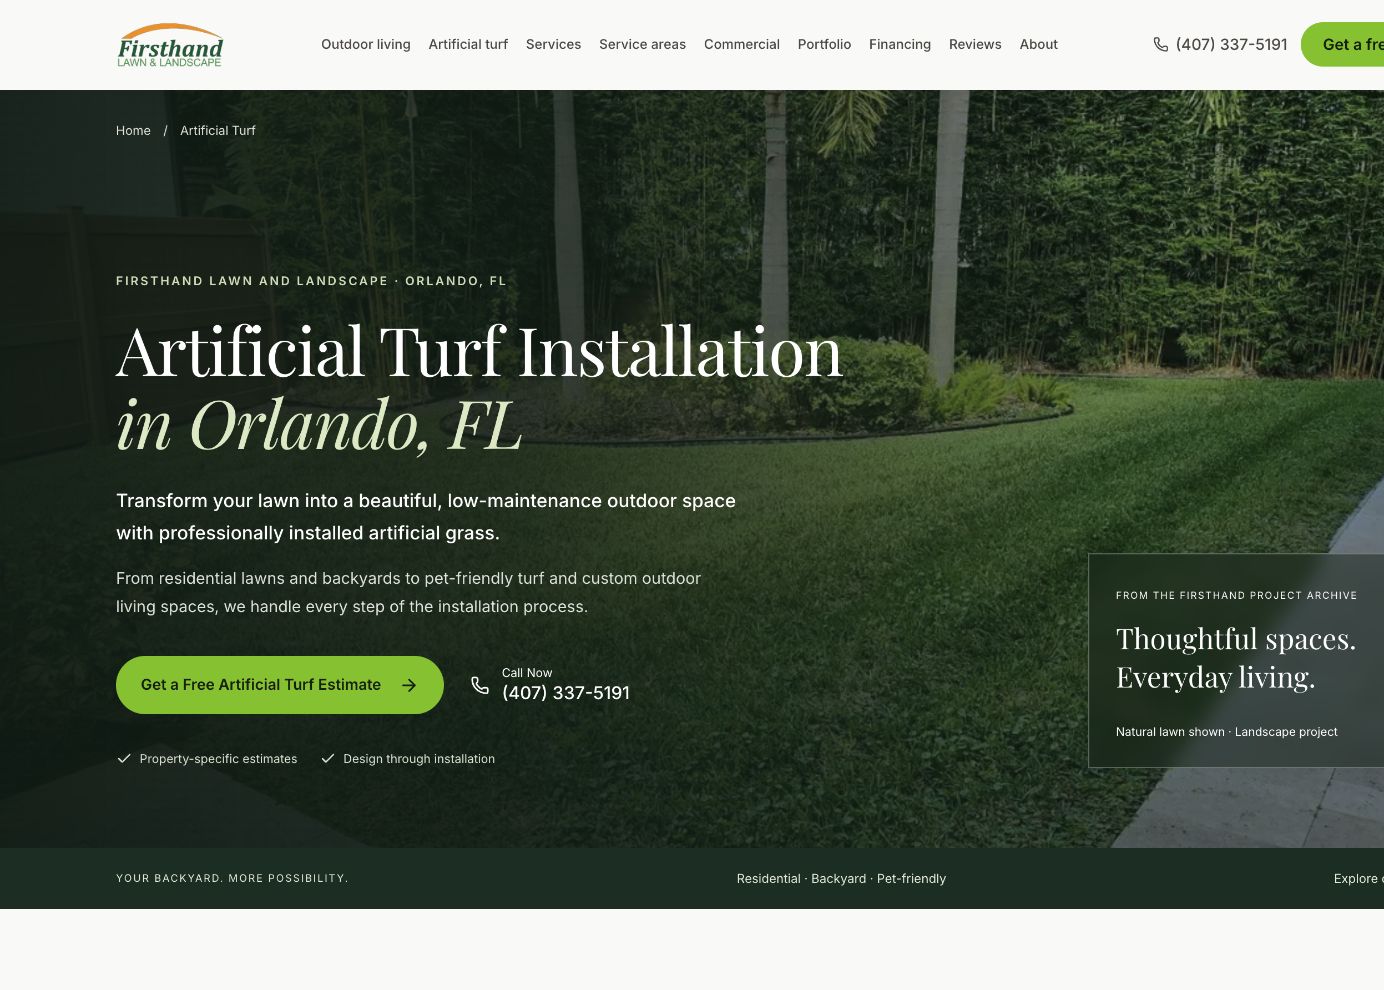 Firsthand
LAWN & LANDSCAPE
Outdoor living
Artificial turf
Services
Service areas
Commercial
Portfolio
Financing
Reviews
About
(407) 337-5191
Get a fre
Home / Artificial Turf
FIRSTHAND LAWN AND LANDSCAPE · ORLANDO, FL
Artificial Turf Installation
in Orlando, FL
Transform your lawn into a beautiful, low-maintenance outdoor space
with professionally installed artificial grass.
From residential lawns and backyards to pet-friendly turf and custom outdoor
living spaces, we handle every step of the installation process.
Get a Free Artificial Turf Estimate
Call Now
(407) 337-5191
Property-specific estimates
Design through installation
FROM THE FIRSTHAND PROJECT ARCHIVE
Thoughtful spaces.
Everyday living.
Natural lawn shown · Landscape project
YOUR BACKYARD. MORE POSSIBILITY.
Residential · Backyard · Pet-friendly
Explore